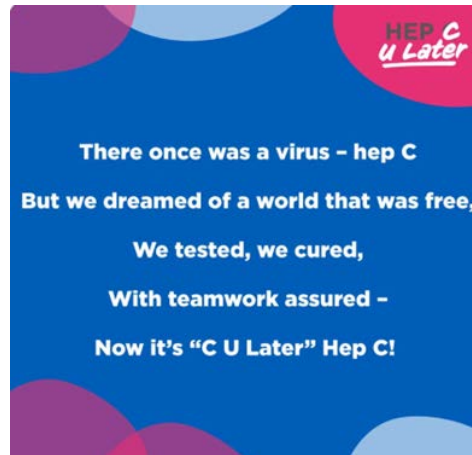 HEP C
U Later
There once was a virus – hep C
But we dreamed of a world that was free,
We tested, we cured,
With teamwork assured –
Now it’s “C U Later” Hep C!